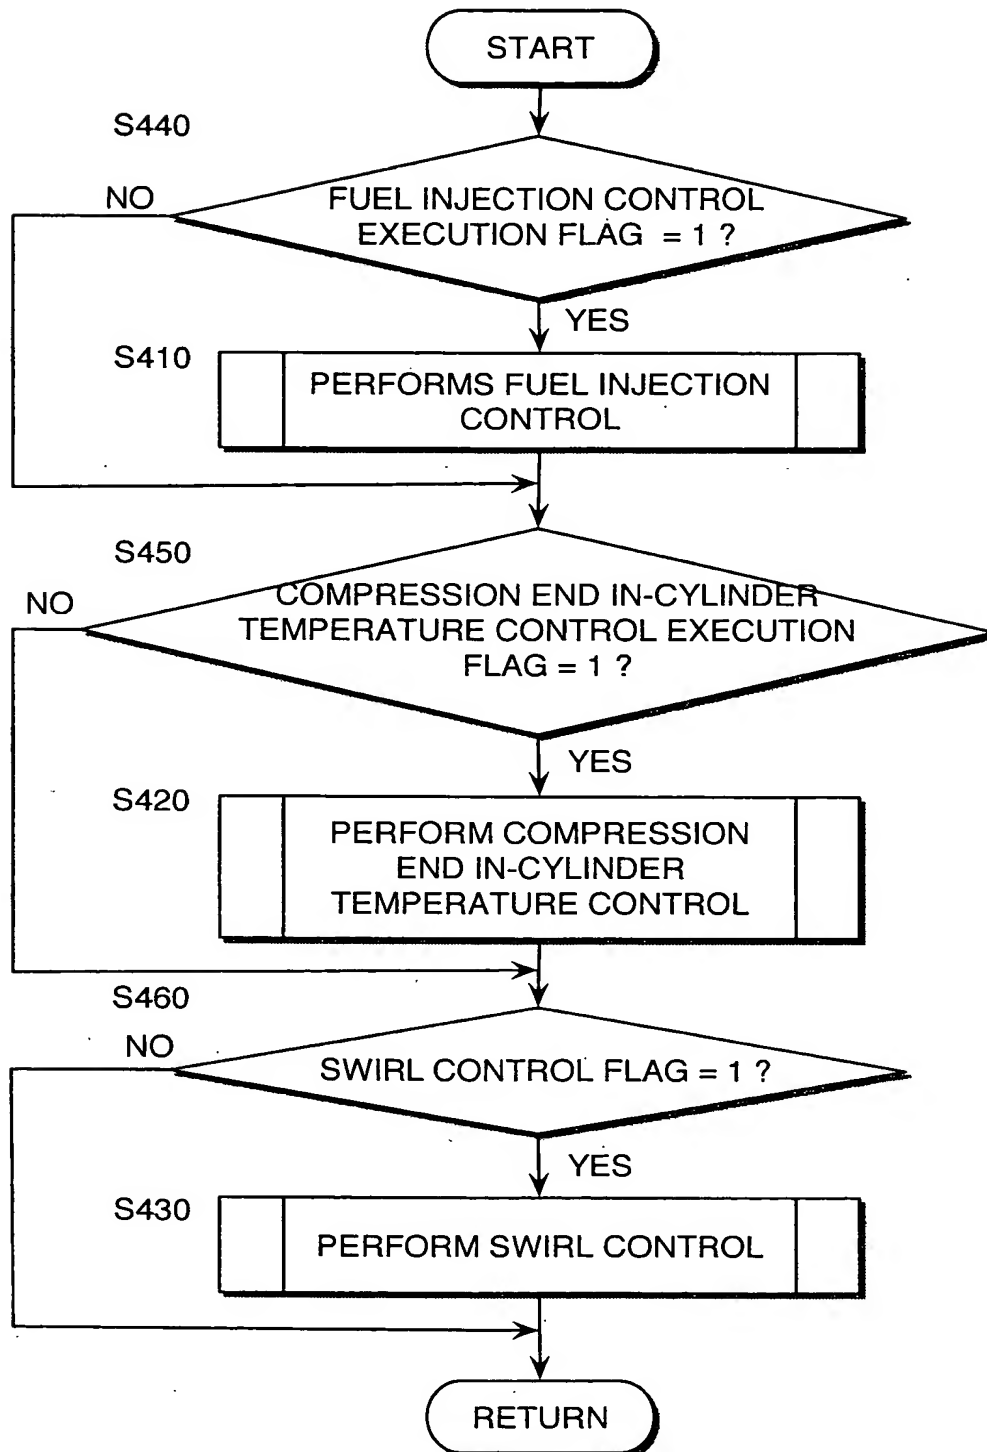 START
S440
NO
FUEL INJECTION CONTROL
EXECUTION FLAG = 1 ?
YES
S410
PERFORMS FUEL INJECTION
CONTROL
S450
NO
COMPRESSION END IN-CYLINDER
TEMPERATURE CONTROL EXECUTION
FLAG = 1 ?
YES
S420
PERFORM COMPRESSION
END IN-CYLINDER
TEMPERATURE CONTROL
S460
NO
SWIRL CONTROL FLAG = 1 ?
YES
S430
PERFORM SWIRL CONTROL
RETURN